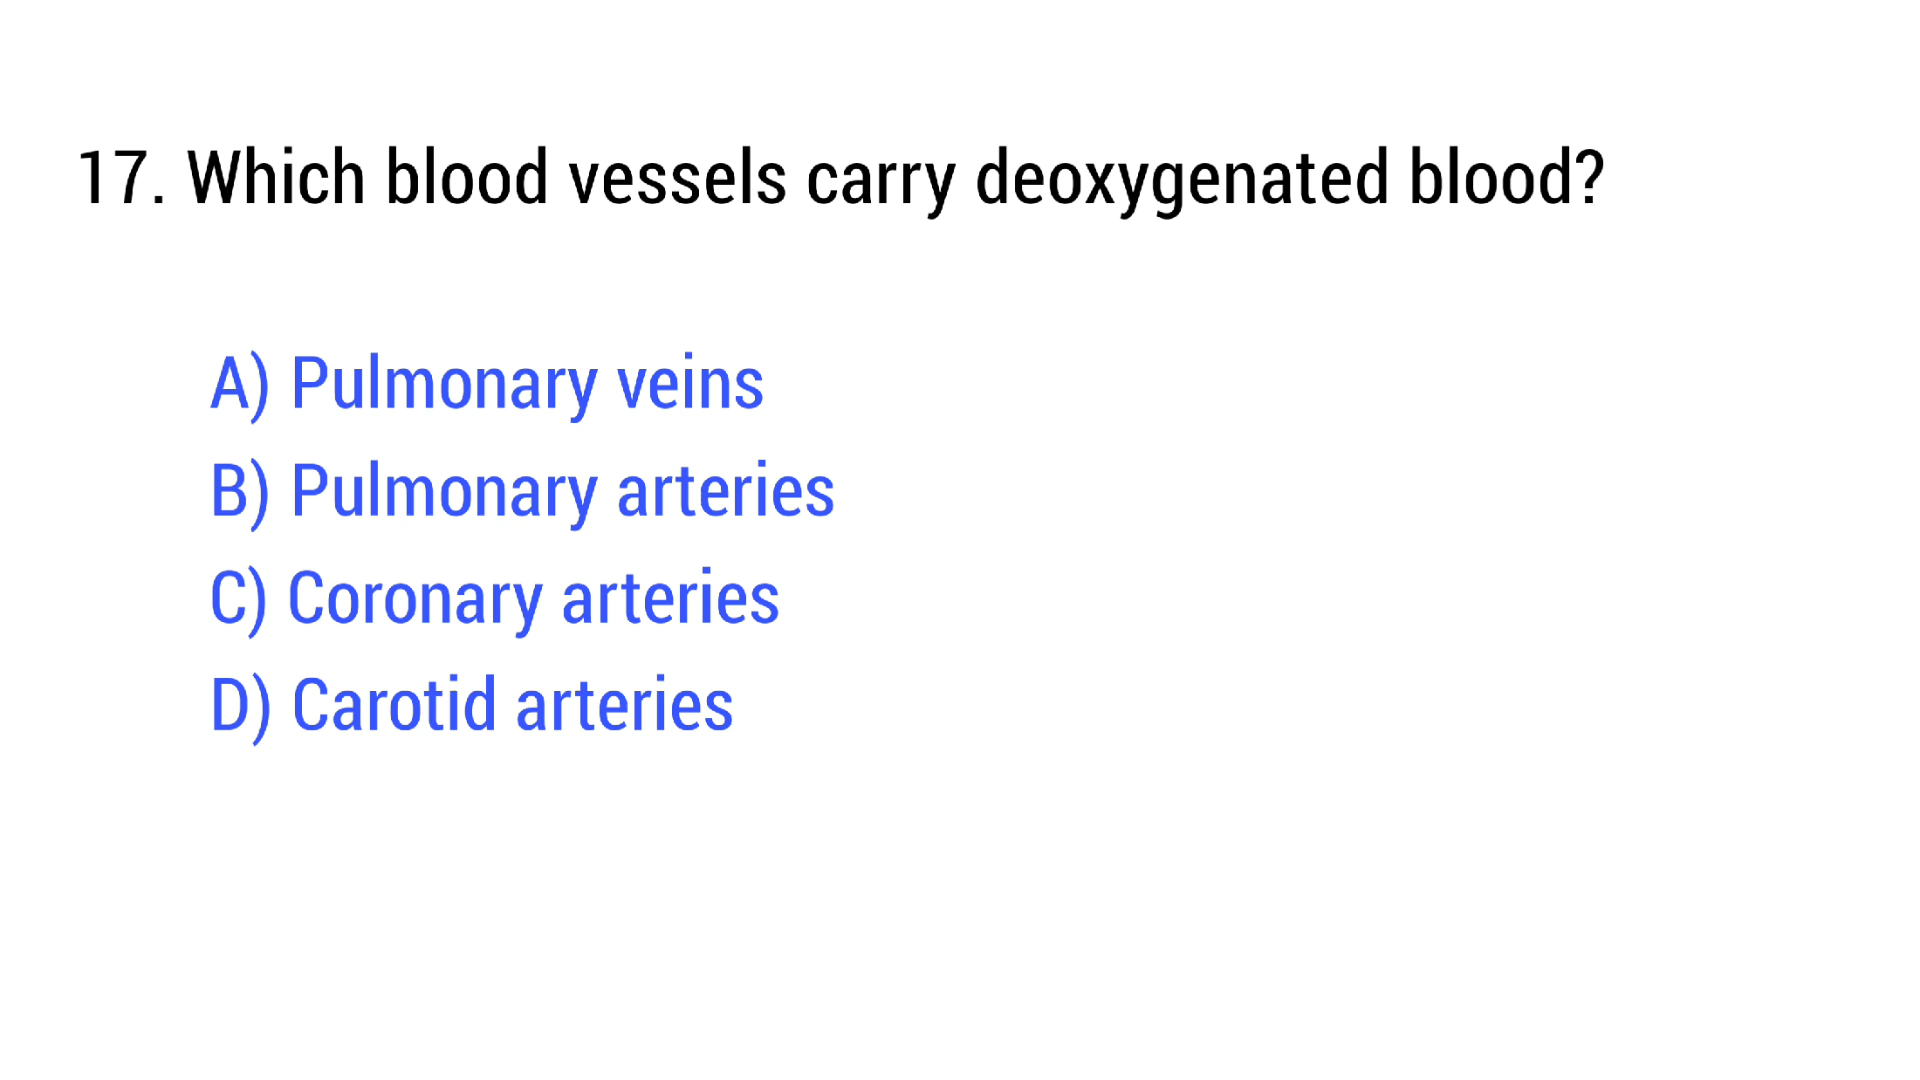 17. Which blood vessels carry deoxygenated blood?
A) Pulmonary veins
B) Pulmonary arteries
C) Coronary arteries
D) Carotid arteries